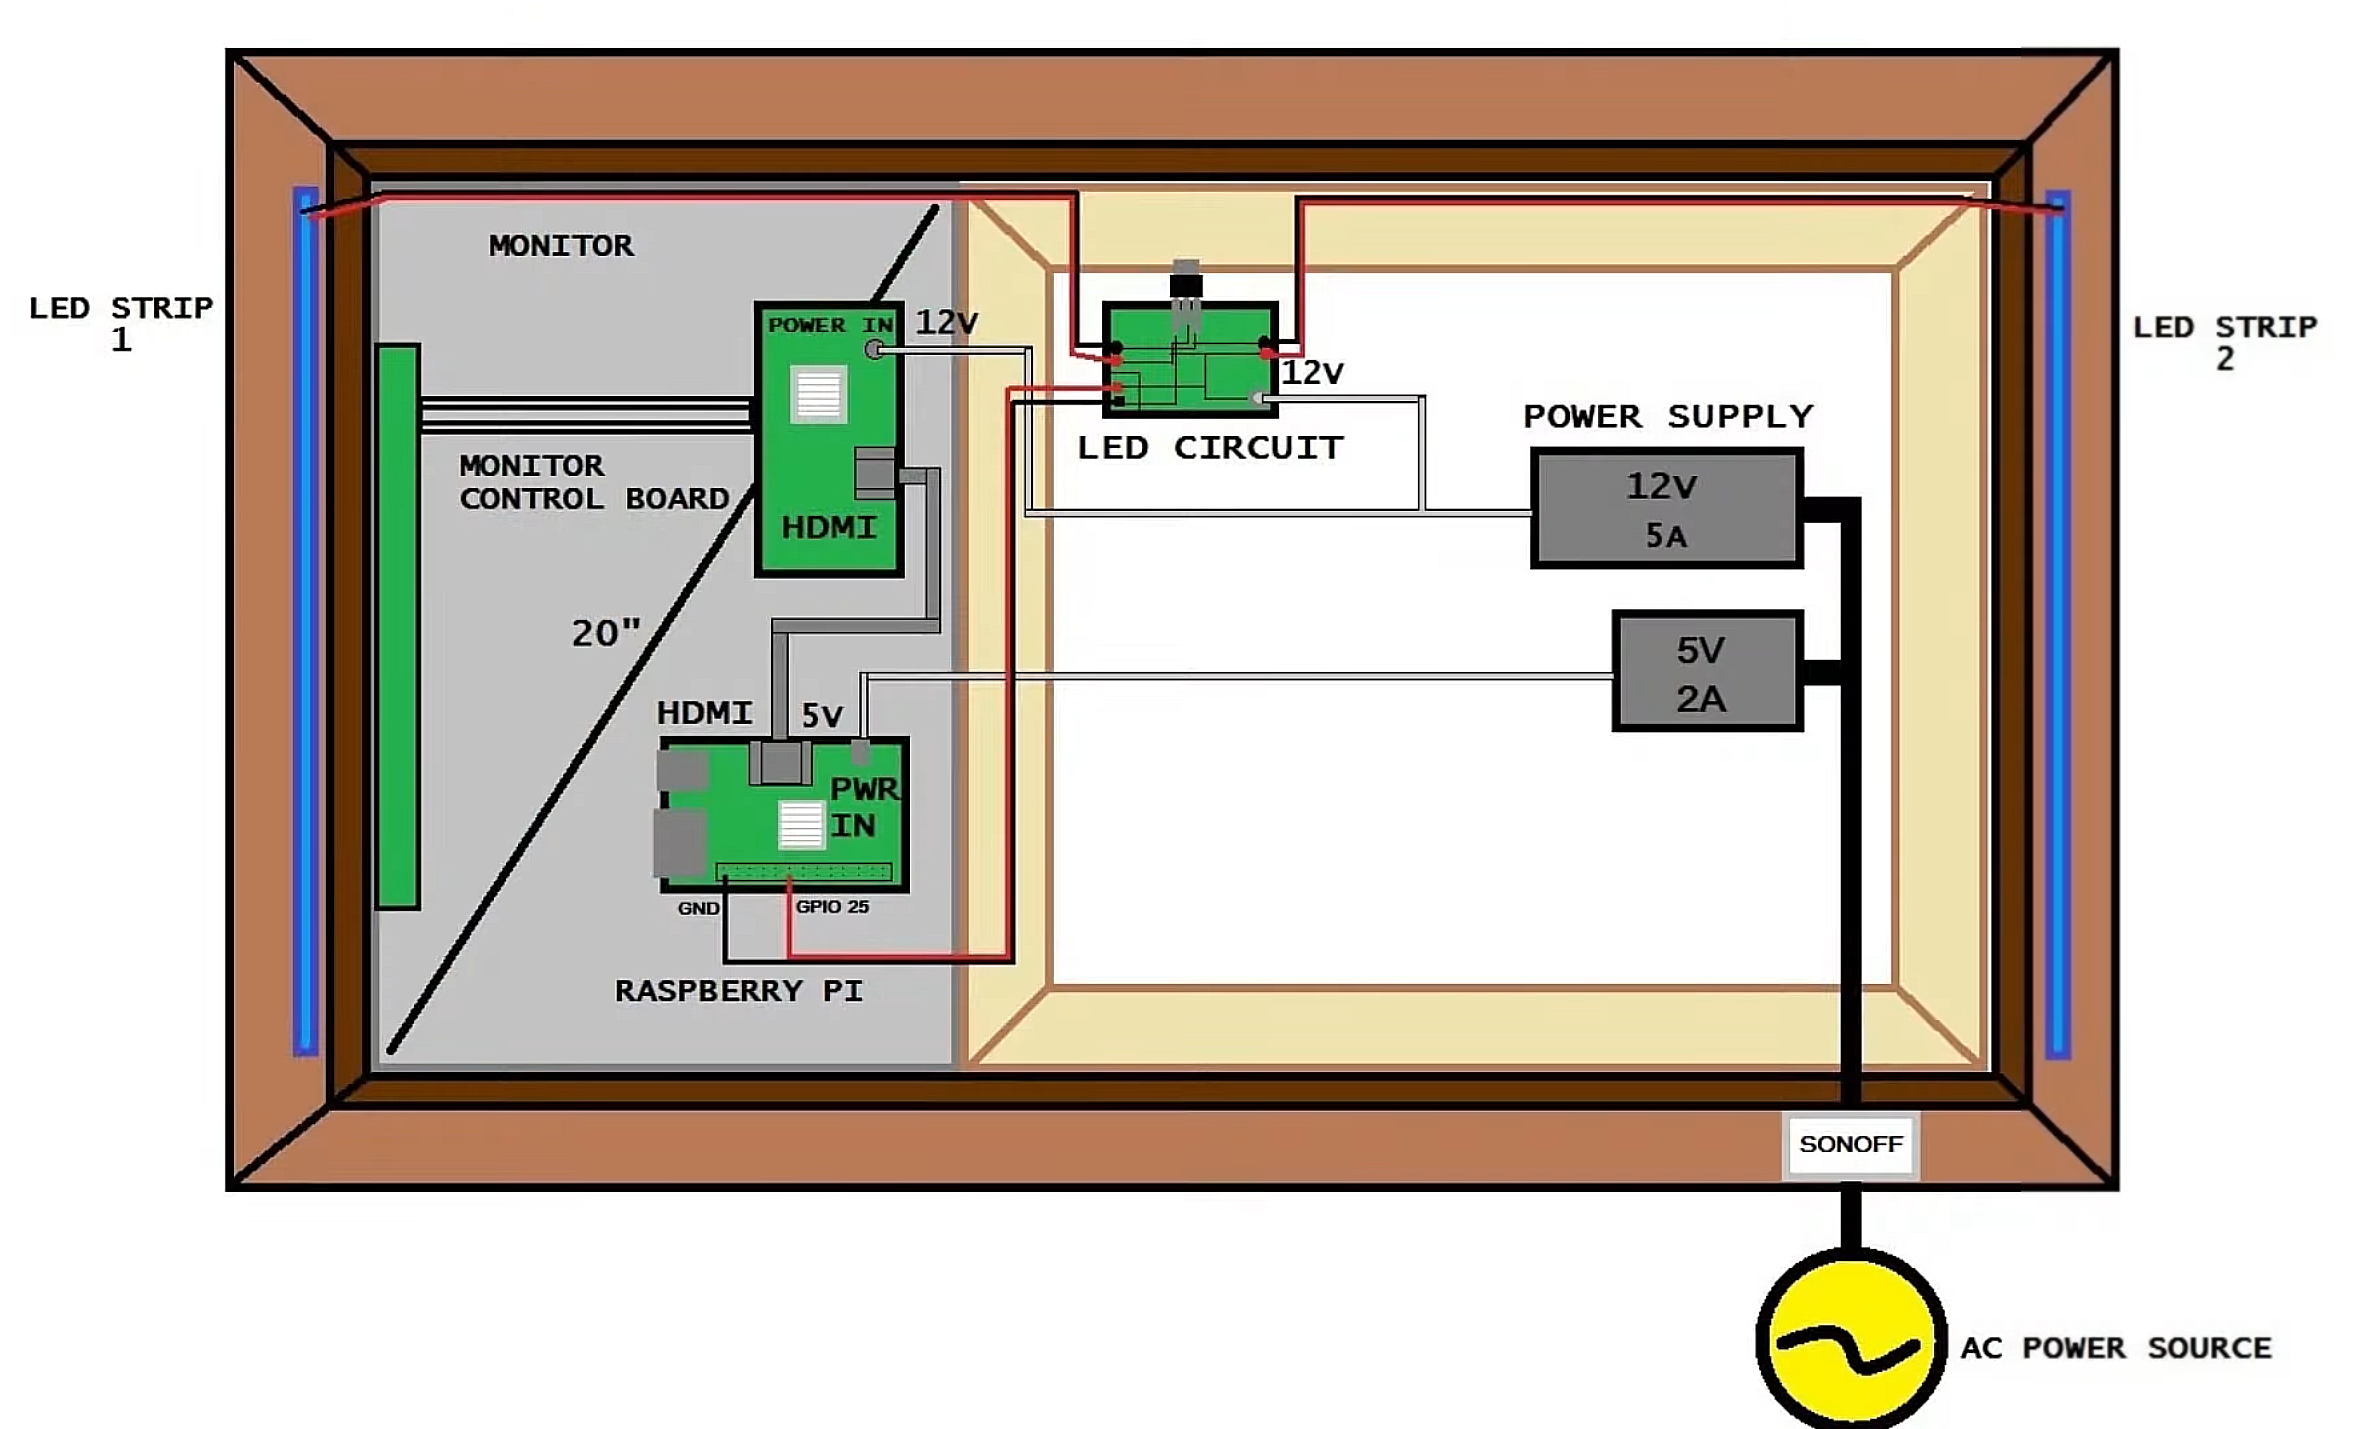 MONITOR
LED STRIP
1
POWER IN
12V
LED STRIP
2
12V
LED CIRCUIT
POWER SUPPLY
12V
5A
MONITOR
CONTROL BOARD
HDMI
20"
5V
2A
HDMI
5V
PWR
IN
GND
GPIO 25
RASPBERRY PI
SONOFF
AC POWER SOURCE